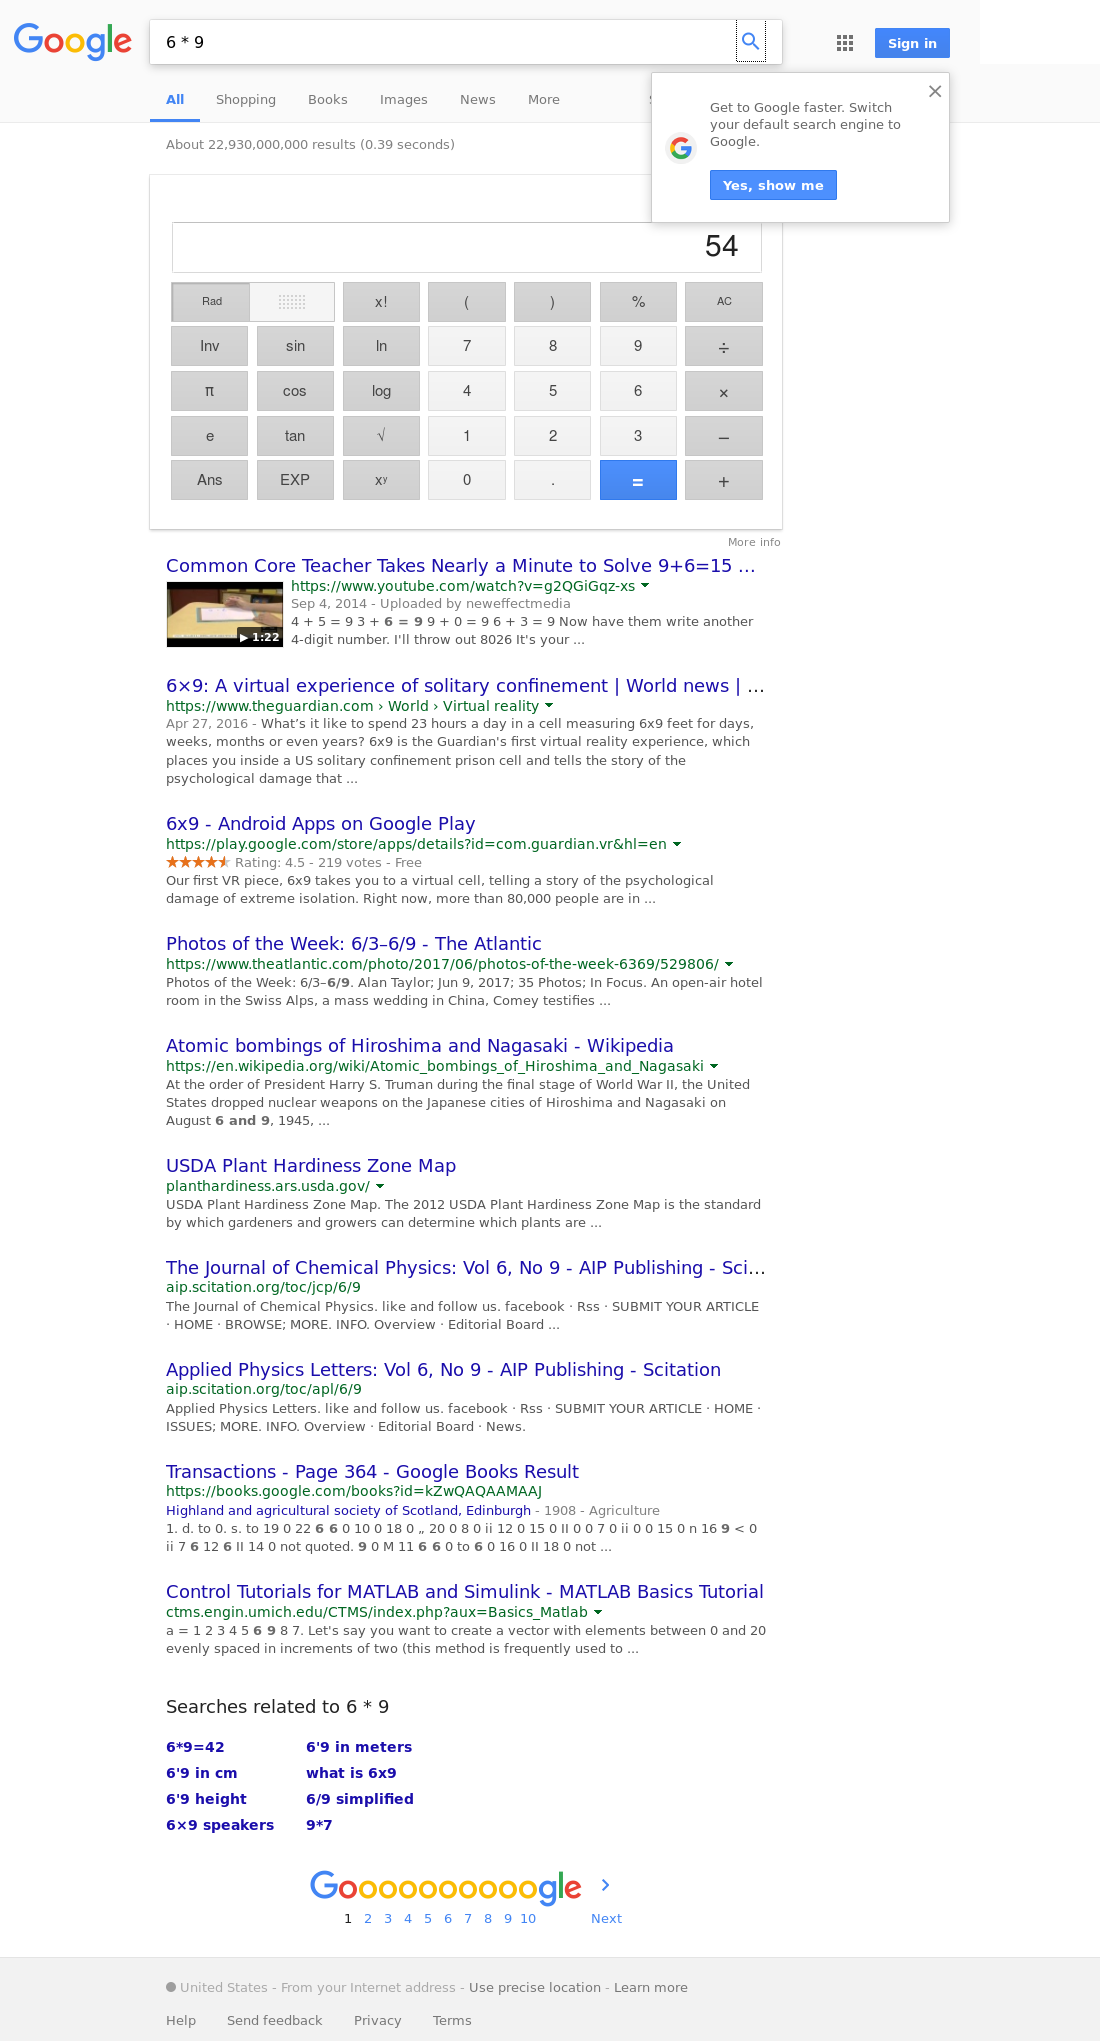 Google
6 * 9
Sign in
All Shopping Books Images News More
Get to Google faster. Switch
your default search engine to
Google.
Yes, show me
About 22,930,000,000 results (0.39 seconds)
54
Rad x! ( ) % AC
Inv sin ln 7 8 9 ÷
π cos log 4 5 6 ×
e tan √ 1 2 3 −
Ans EXP xʸ 0 . = +
More info
Common Core Teacher Takes Nearly a Minute to Solve 9+6=15 ...
https://www.youtube.com/watch?v=g2QGiGqz-xs
Sep 4, 2014 - Uploaded by neweffectmedia
4 + 5 = 9 3 + 6 = 9 9 + 0 = 9 6 + 3 = 9 Now have them write another
4-digit number. I'll throw out 8026 It's your ...
▶ 1:22
6×9: A virtual experience of solitary confinement | World news | ...
https://www.theguardian.com › World › Virtual reality
Apr 27, 2016 - What's it like to spend 23 hours a day in a cell measuring 6x9 feet for days,
weeks, months or even years? 6x9 is the Guardian's first virtual reality experience, which
places you inside a US solitary confinement prison cell and tells the story of the
psychological damage that ...
6x9 - Android Apps on Google Play
https://play.google.com/store/apps/details?id=com.guardian.vr&hl=en
Rating: 4.5 - 219 votes - Free
Our first VR piece, 6x9 takes you to a virtual cell, telling a story of the psychological
damage of extreme isolation. Right now, more than 80,000 people are in ...
Photos of the Week: 6/3–6/9 - The Atlantic
https://www.theatlantic.com/photo/2017/06/photos-of-the-week-6369/529806/
Photos of the Week: 6/3–6/9. Alan Taylor; Jun 9, 2017; 35 Photos; In Focus. An open-air hotel
room in the Swiss Alps, a mass wedding in China, Comey testifies ...
Atomic bombings of Hiroshima and Nagasaki - Wikipedia
https://en.wikipedia.org/wiki/Atomic_bombings_of_Hiroshima_and_Nagasaki
At the order of President Harry S. Truman during the final stage of World War II, the United
States dropped nuclear weapons on the Japanese cities of Hiroshima and Nagasaki on
August 6 and 9, 1945, ...
USDA Plant Hardiness Zone Map
planthardiness.ars.usda.gov/
USDA Plant Hardiness Zone Map. The 2012 USDA Plant Hardiness Zone Map is the standard
by which gardeners and growers can determine which plants are ...
The Journal of Chemical Physics: Vol 6, No 9 - AIP Publishing - Sci...
aip.scitation.org/toc/jcp/6/9
The Journal of Chemical Physics. like and follow us. facebook · Rss · SUBMIT YOUR ARTICLE
· HOME · BROWSE; MORE. INFO. Overview · Editorial Board ...
Applied Physics Letters: Vol 6, No 9 - AIP Publishing - Scitation
aip.scitation.org/toc/apl/6/9
Applied Physics Letters. like and follow us. facebook · Rss · SUBMIT YOUR ARTICLE · HOME ·
ISSUES; MORE. INFO. Overview · Editorial Board · News.
Transactions - Page 364 - Google Books Result
https://books.google.com/books?id=kZwQAQAAMAAJ
Highland and agricultural society of Scotland, Edinburgh - 1908 - Agriculture
1. d. to 0. s. to 19 0 22 6 6 0 10 0 18 0 „ 20 0 8 0 ii 12 0 15 0 II 0 0 7 0 ii 0 0 15 0 n 16 9 < 0
ii 7 6 12 6 II 14 0 not quoted. 9 0 M 11 6 6 0 to 6 0 16 0 II 18 0 not ...
Control Tutorials for MATLAB and Simulink - MATLAB Basics Tutorial
ctms.engin.umich.edu/CTMS/index.php?aux=Basics_Matlab
a = 1 2 3 4 5 6 9 8 7. Let's say you want to create a vector with elements between 0 and 20
evenly spaced in increments of two (this method is frequently used to ...
Searches related to 6 * 9
6*9=42 6'9 in meters
6'9 in cm what is 6x9
6'9 height 6/9 simplified
6×9 speakers 9*7
Goooooooooogle
1 2 3 4 5 6 7 8 9 10 Next
United States - From your Internet address - Use precise location - Learn more
Help Send feedback Privacy Terms